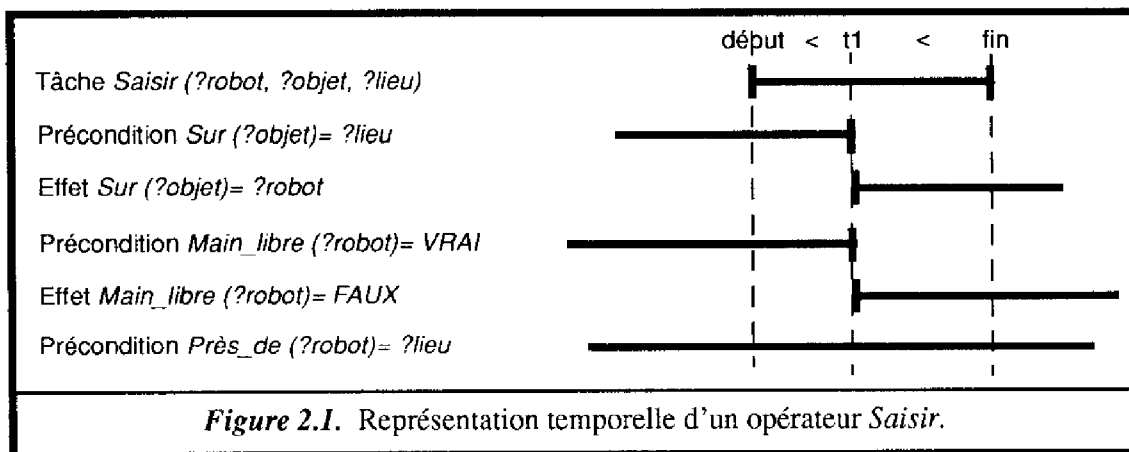 début < t1 < fin
Tâche Saisir (?robot, ?objet, ?lieu)
Précondition Sur (?objet)= ?lieu
Effet Sur (?objet)= ?robot
Précondition Main_libre (?robot)= VRAI
Effet Main_libre (?robot)= FAUX
Précondition Près_de (?robot)= ?lieu
Figure 2.1. Représentation temporelle d'un opérateur Saisir.